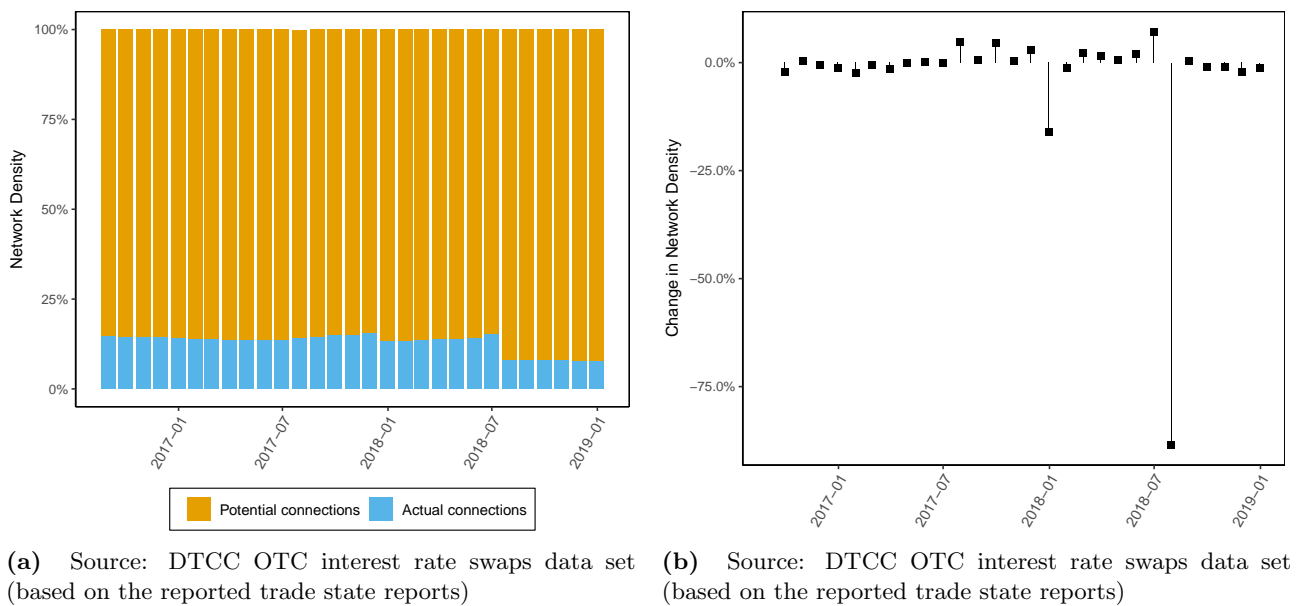 100%
75%
50%
25%
0%
Network Density
2017−01
2017−07
2018−01
2018−07
2019−01
Potential connections
Actual connections
(a) Source: DTCC OTC interest rate swaps data set
(based on the reported trade state reports)
0.0%
−25.0%
−50.0%
−75.0%
Change in Network Density
2017−01
2017−07
2018−01
2018−07
2019−01
(b) Source: DTCC OTC interest rate swaps data set
(based on the reported trade state reports)